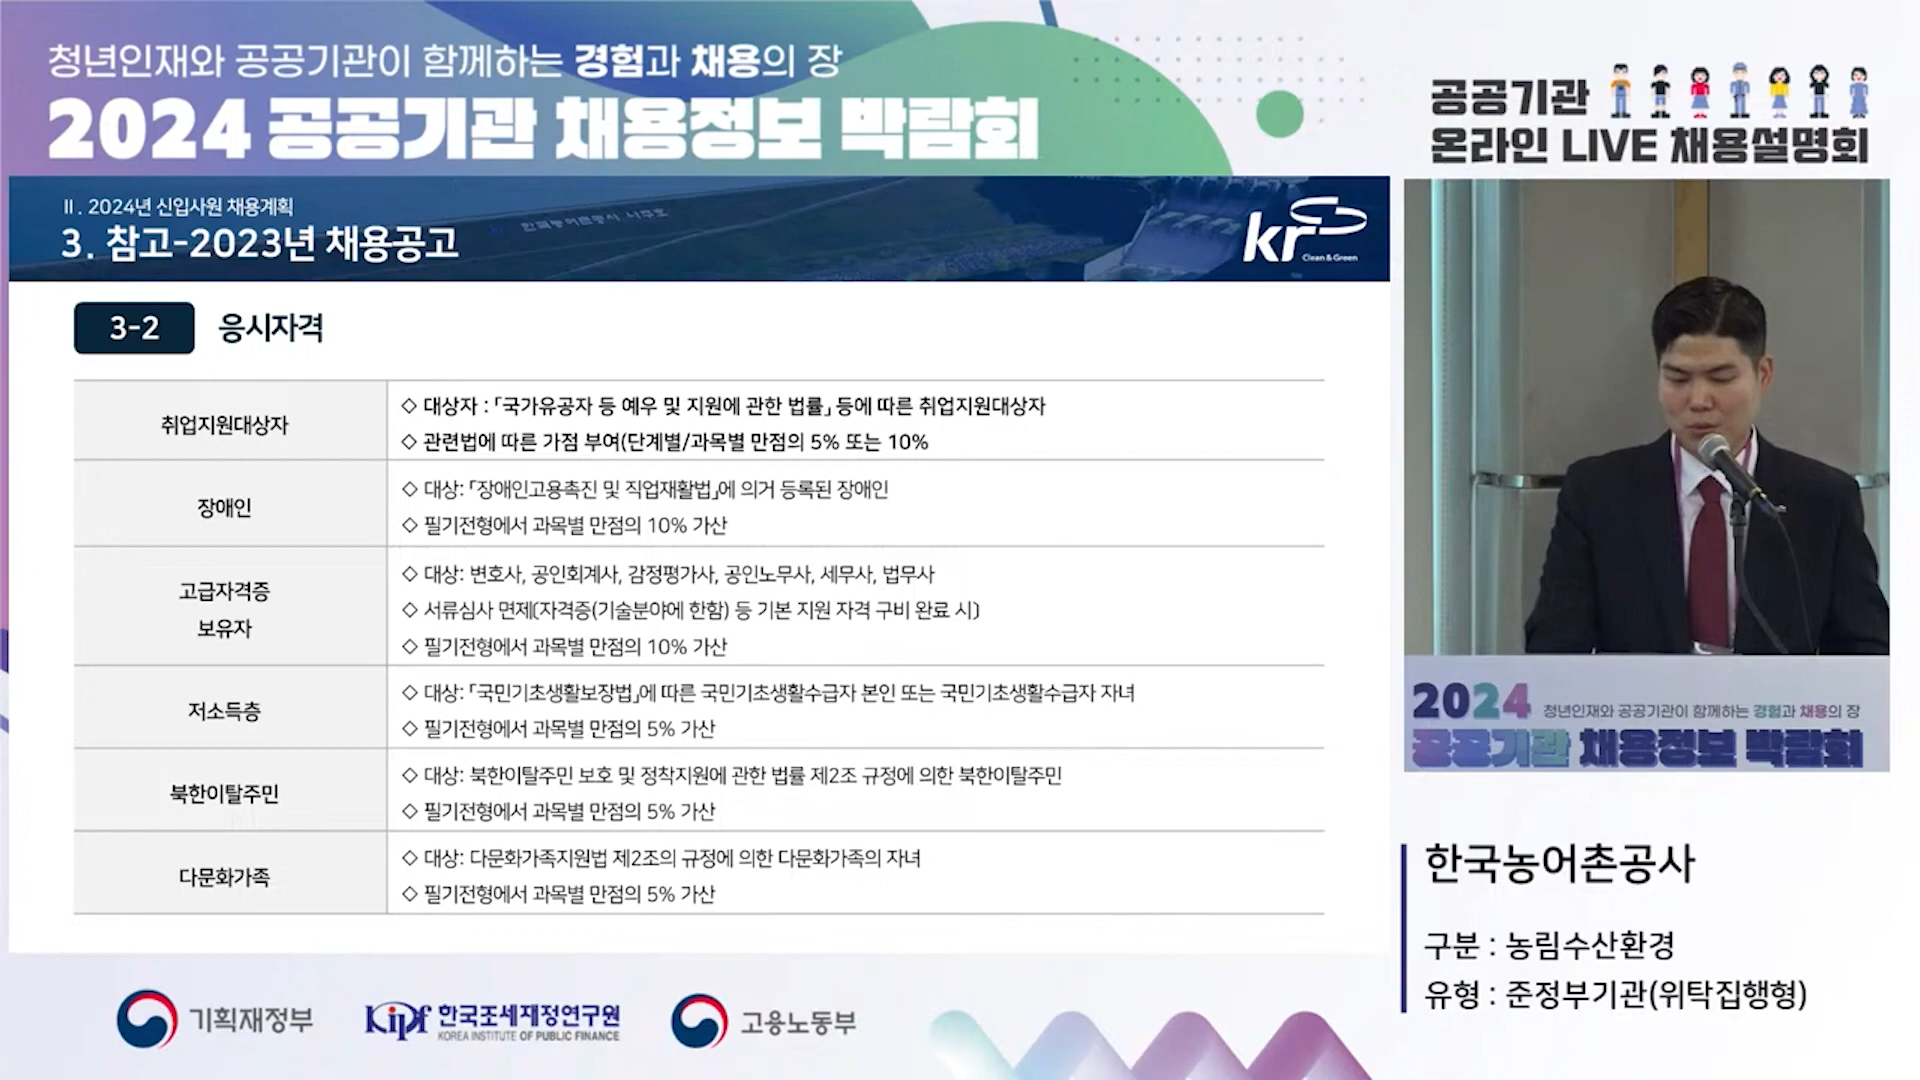 청년인재와 공공기관이 함께하는 경험과 채용의 장
2024 공공기관 채용정보 박람회
공공기관
온라인 LIVE 채용설명회
Ⅱ. 2024년 신입사원 채용계획
3. 참고-2023년 채용공고
kr
Clean & Green
3-2 응시자격
취업지원대상자
◇ 대상자 : 「국가유공자 등 예우 및 지원에 관한 법률」 등에 따른 취업지원대상자
◇ 관련법에 따른 가점 부여(단계별/과목별 만점의 5% 또는 10%
장애인
◇ 대상: 「장애인고용촉진 및 직업재활법」에 의거 등록된 장애인
◇ 필기전형에서 과목별 만점의 10% 가산
고급자격증
보유자
◇ 대상: 변호사, 공인회계사, 감정평가사, 공인노무사, 세무사, 법무사
◇ 서류심사 면제〔자격증(기술분야에 한함) 등 기본 지원 자격 구비 완료 시〕
◇ 필기전형에서 과목별 만점의 10% 가산
저소득층
◇ 대상: 「국민기초생활보장법」에 따른 국민기초생활수급자 본인 또는 국민기초생활수급자 자녀
◇ 필기전형에서 과목별 만점의 5% 가산
북한이탈주민
◇ 대상: 북한이탈주민 보호 및 정착지원에 관한 법률 제2조 규정에 의한 북한이탈주민
◇ 필기전형에서 과목별 만점의 5% 가산
다문화가족
◇ 대상: 다문화가족지원법 제2조의 규정에 의한 다문화가족의 자녀
◇ 필기전형에서 과목별 만점의 5% 가산
2024 청년인재와 공공기관이 함께하는 경험과 채용의 장
공공기관 채용정보 박람회
한국농어촌공사
구분 : 농림수산환경
유형 : 준정부기관(위탁집행형)
기획재정부
Kipf 한국조세재정연구원
KOREA INSTITUTE OF PUBLIC FINANCE
고용노동부